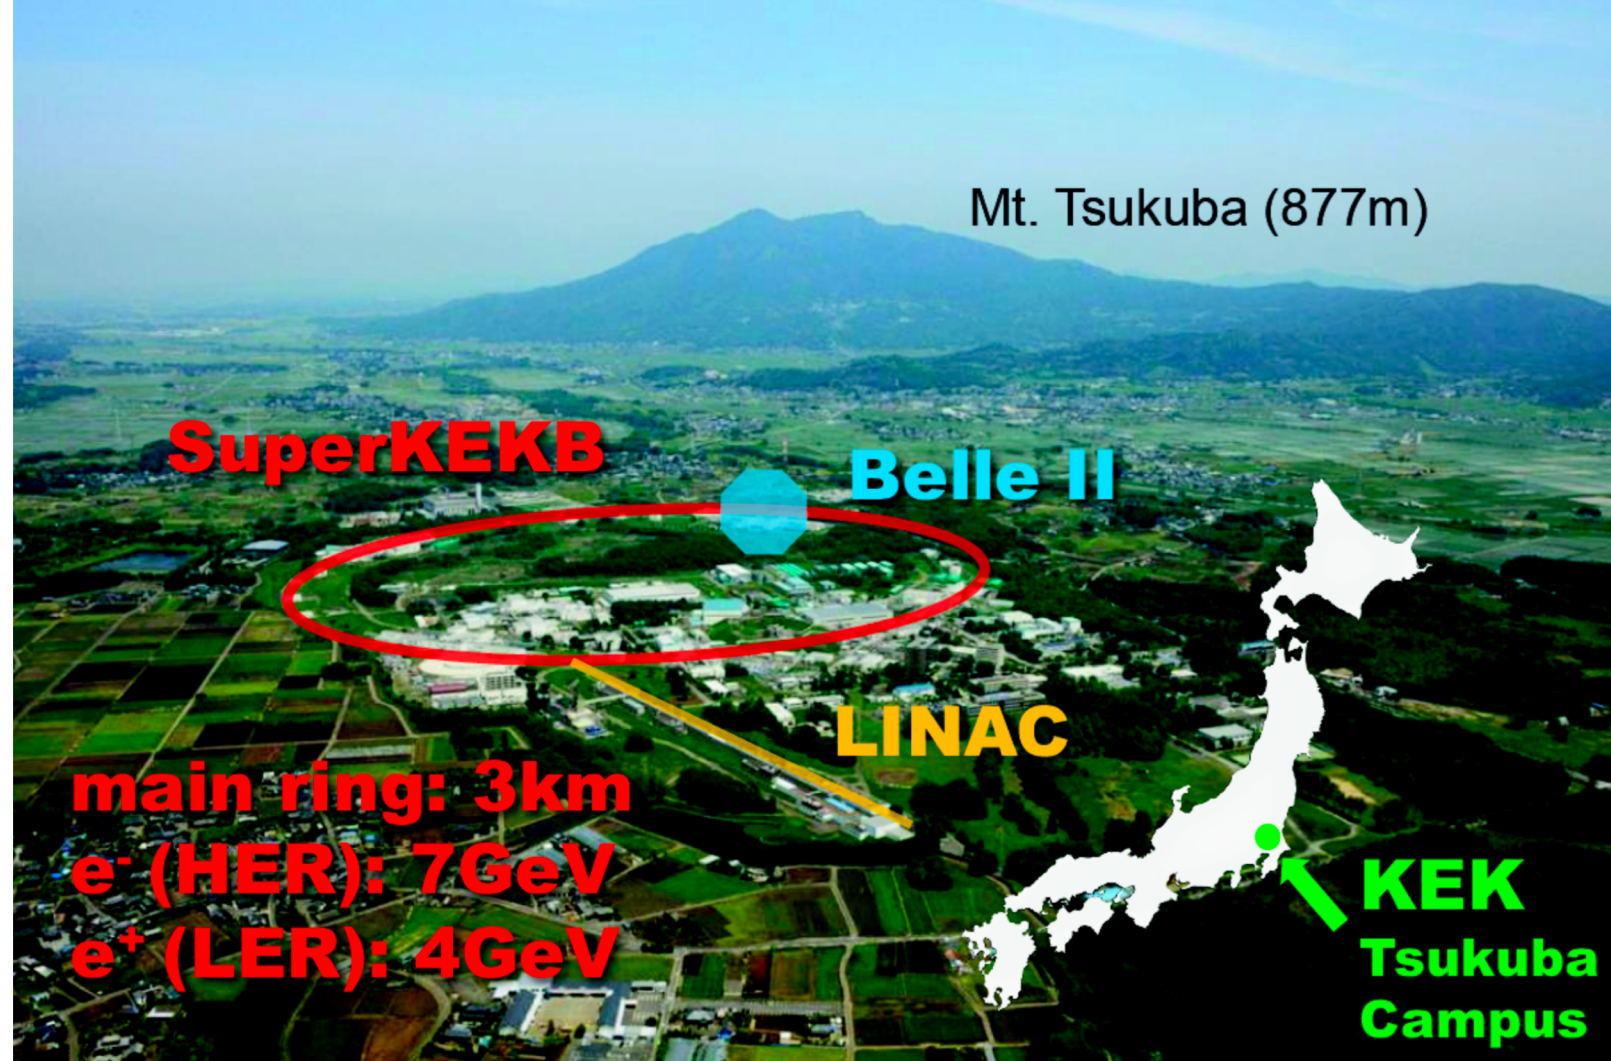 Mt. Tsukuba (877m)
SuperKEKB
Belle II
LINAC
main ring: 3km
e⁻ (HER): 7GeV
e⁺ (LER): 4GeV
KEK
Tsukuba
Campus